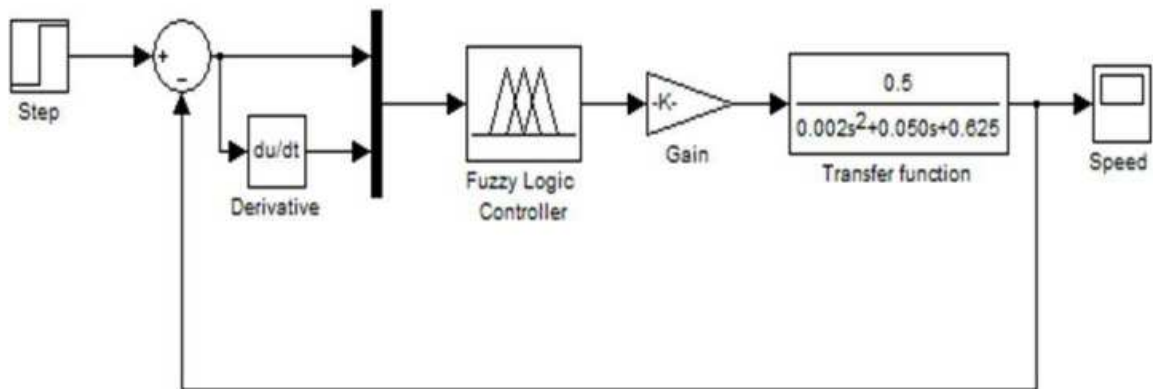 +
−
Step
du/dt
Derivative
Fuzzy Logic
Controller
-K-
Gain
0.5
0.002s²+0.050s+0.625
Transfer function
Speed